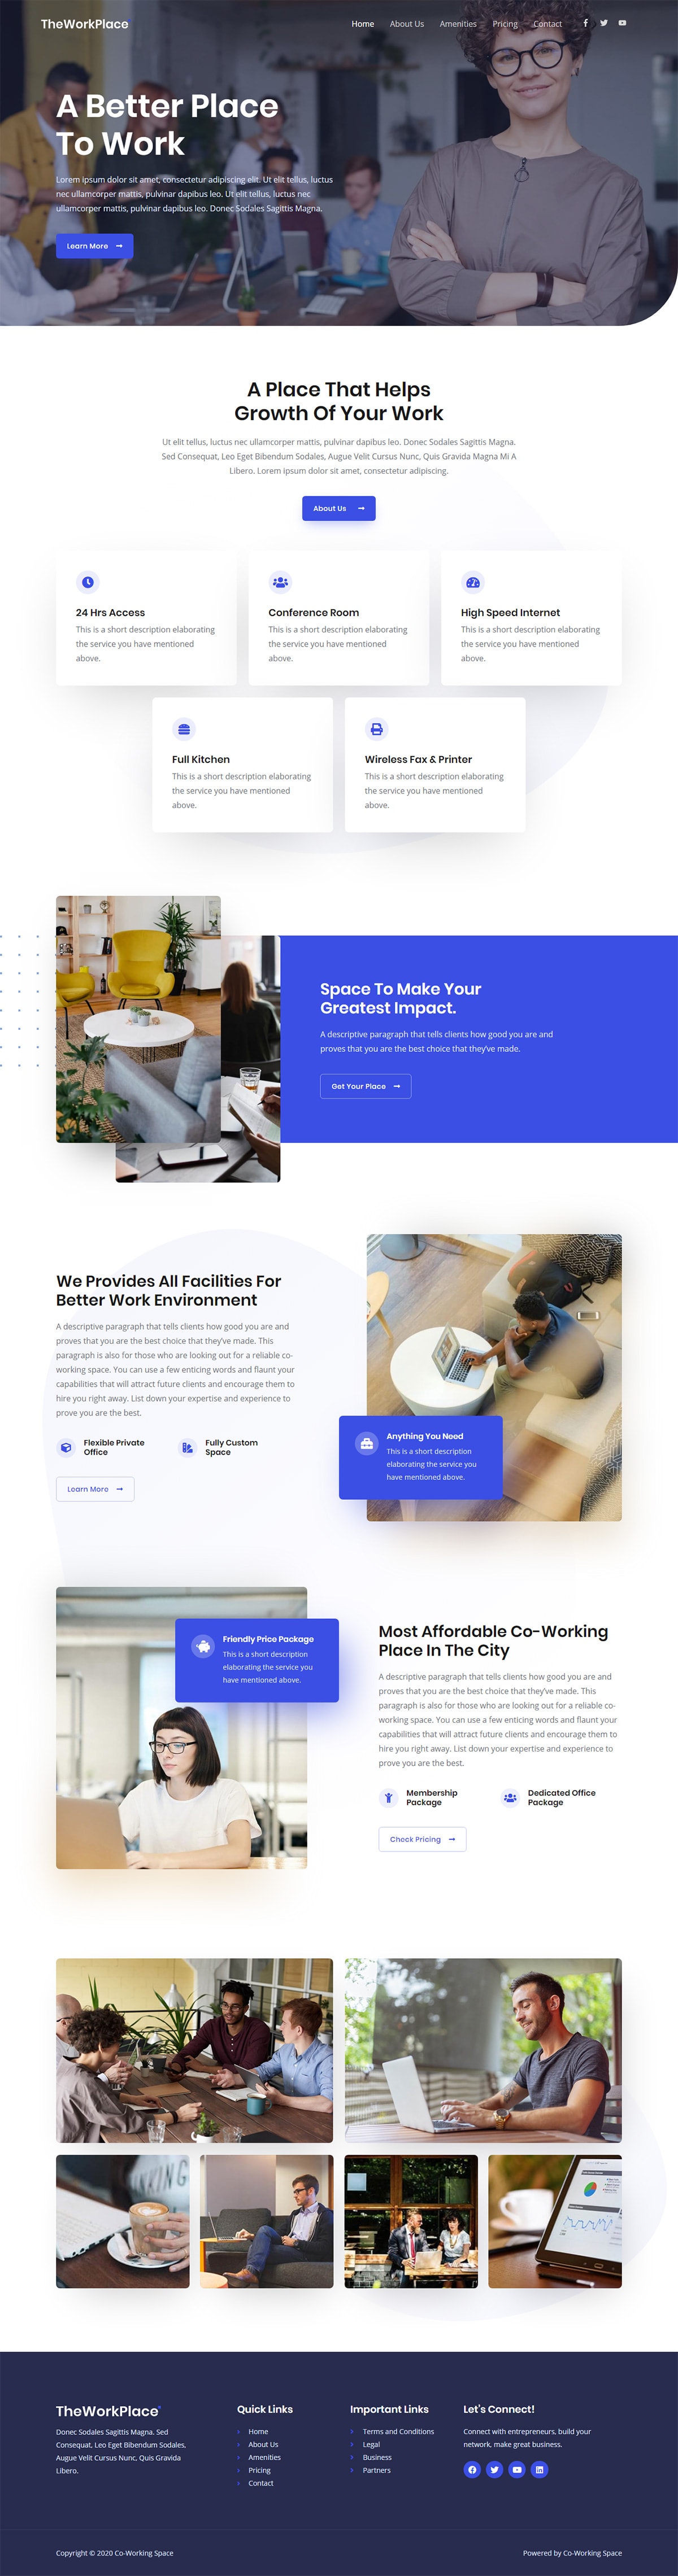 TheWorkPlace
Home About Us Amenities Pricing Contact
A Better Place
To Work
Lorem ipsum dolor sit amet, consectetur adipiscing elit. Ut elit tellus, luctus
nec ullamcorper mattis, pulvinar dapibus leo. Ut elit tellus, luctus nec
ullamcorper mattis, pulvinar dapibus leo. Donec Sodales Sagittis Magna.
Learn More
A Place That Helps
Growth Of Your Work
Ut elit tellus, luctus nec ullamcorper mattis, pulvinar dapibus leo. Donec Sodales Sagittis Magna.
Sed Consequat, Leo Eget Bibendum Sodales, Augue Velit Cursus Nunc, Quis Gravida Magna Mi A
Libero. Lorem ipsum dolor sit amet, consectetur adipiscing.
About Us
24 Hrs Access
This is a short description elaborating
the service you have mentioned
above.
Conference Room
This is a short description elaborating
the service you have mentioned
above.
High Speed Internet
This is a short description elaborating
the service you have mentioned
above.
Full Kitchen
This is a short description elaborating
the service you have mentioned
above.
Wireless Fax & Printer
This is a short description elaborating
the service you have mentioned
above.
Space To Make Your
Greatest Impact.
A descriptive paragraph that tells clients how good you are and
proves that you are the best choice that they've made.
Get Your Place
We Provides All Facilities For
Better Work Environment
A descriptive paragraph that tells clients how good you are and
proves that you are the best choice that they've made. This
paragraph is also for those who are looking out for a reliable co-
working space. You can use a few enticing words and flaunt your
capabilities that will attract future clients and encourage them to
hire you right away. List down your expertise and experience to
prove you are the best.
Flexible Private
Office
Fully Custom
Space
Learn More
Anything You Need
This is a short description
elaborating the service you
have mentioned above.
Friendly Price Package
This is a short description
elaborating the service you
have mentioned above.
Most Affordable Co-Working
Place In The City
A descriptive paragraph that tells clients how good you are and
proves that you are the best choice that they've made. This
paragraph is also for those who are looking out for a reliable co-
working space. You can use a few enticing words and flaunt your
capabilities that will attract future clients and encourage them to
hire you right away. List down your expertise and experience to
prove you are the best.
Membership
Package
Dedicated Office
Package
Check Pricing
TheWorkPlace
Donec Sodales Sagittis Magna. Sed
Consequat, Leo Eget Bibendum Sodales,
Augue Velit Cursus Nunc, Quis Gravida
Libero.
Quick Links
Home
About Us
Amenities
Pricing
Contact
Important Links
Terms and Conditions
Legal
Business
Partners
Let's Connect!
Connect with entrepreneurs, build your
network, make great business.
Copyright © 2020 Co-Working Space
Powered by Co-Working Space